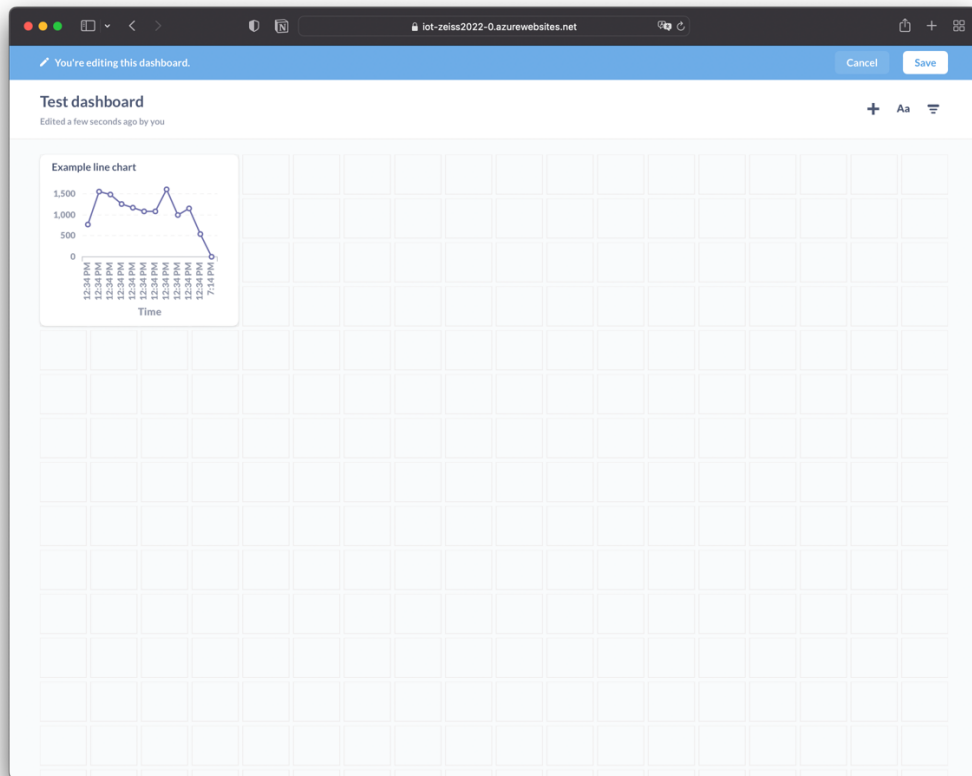 iot-zeiss2022-0.azurewebsites.net
You're editing this dashboard.
Cancel
Save
Test dashboard
Edited a few seconds ago by you
Aa
Example line chart
1,500
1,000
500
0
12:34 PM
12:34 PM
12:34 PM
12:34 PM
12:34 PM
12:34 PM
12:34 PM
12:34 PM
12:34 PM
12:34 PM
12:34 PM
7:14 PM
Time